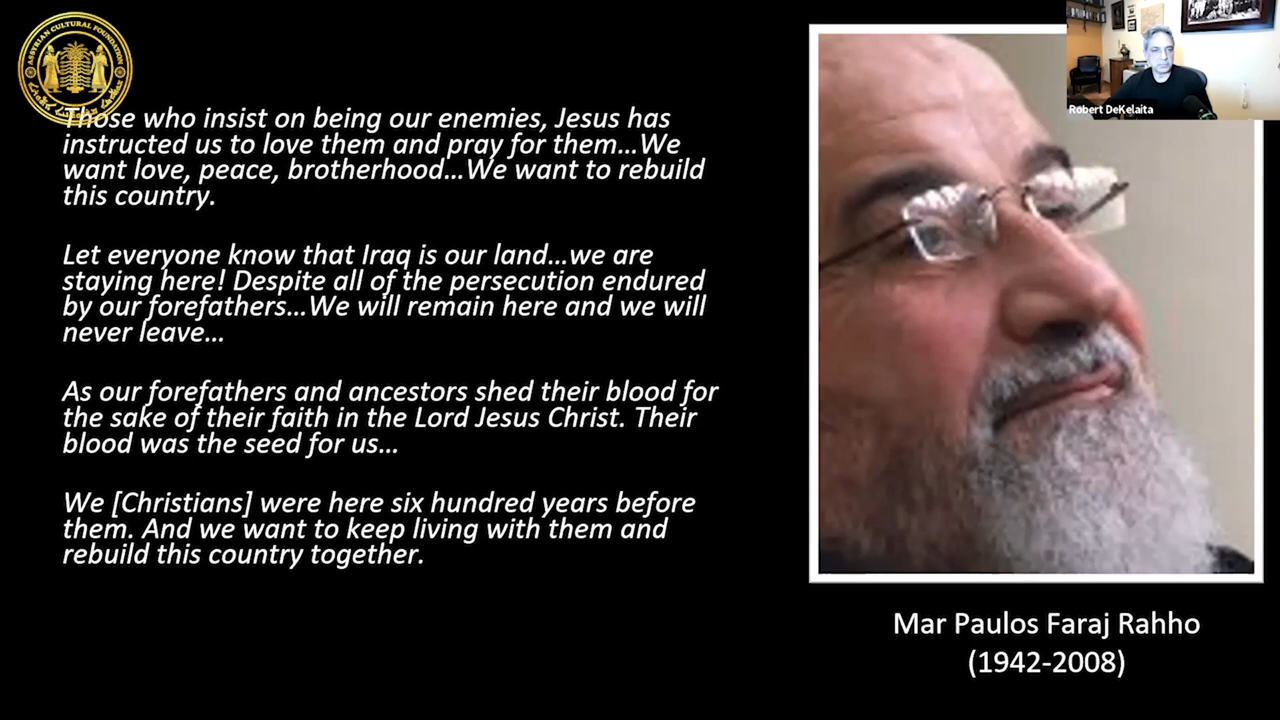 ASSYRIAN CULTURAL FOUNDATION
Robert DeKelaita
Those who insist on being our enemies, Jesus has
instructed us to love them and pray for them...We
want love, peace, brotherhood...We want to rebuild
this country.
Let everyone know that Iraq is our land...we are
staying here! Despite all of the persecution endured
by our forefathers...We will remain here and we will
never leave...
As our forefathers and ancestors shed their blood for
the sake of their faith in the Lord Jesus Christ. Their
blood was the seed for us...
We [Christians] were here six hundred years before
them. And we want to keep living with them and
rebuild this country together.
Mar Paulos Faraj Rahho
(1942-2008)